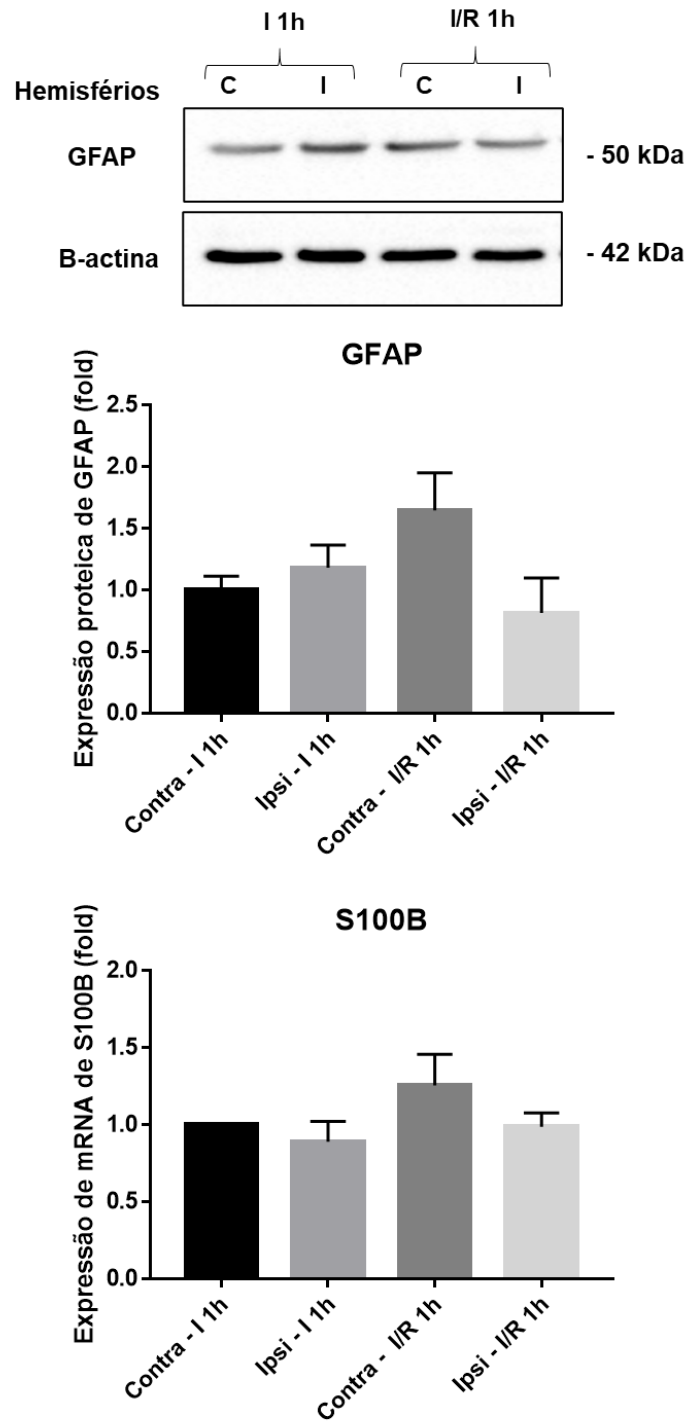 I 1h I/R 1h
Hemisférios C I C I
GFAP - 50 kDa
B-actina - 42 kDa
GFAP
Expressão proteica de GFAP (fold)
2.5
2.0
1.5
1.0
0.5
0.0
Contra - I 1h
Ipsi - I 1h
Contra - I/R 1h
Ipsi - I/R 1h
S100B
Expressão de mRNA de S100B (fold)
2.0
1.5
1.0
0.5
0.0
Contra - I 1h
Ipsi - I 1h
Contra - I/R 1h
Ipsi - I/R 1h